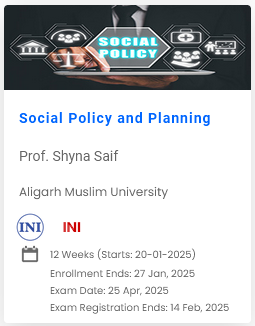 SOCIAL
POLICY
Social Policy and Planning
Prof. Shyna Saif
Aligarh Muslim University
INI INI
12 Weeks (Starts: 20-01-2025)
Enrollment Ends: 27 Jan, 2025
Exam Date: 25 Apr, 2025
Exam Registration Ends: 14 Feb, 2025